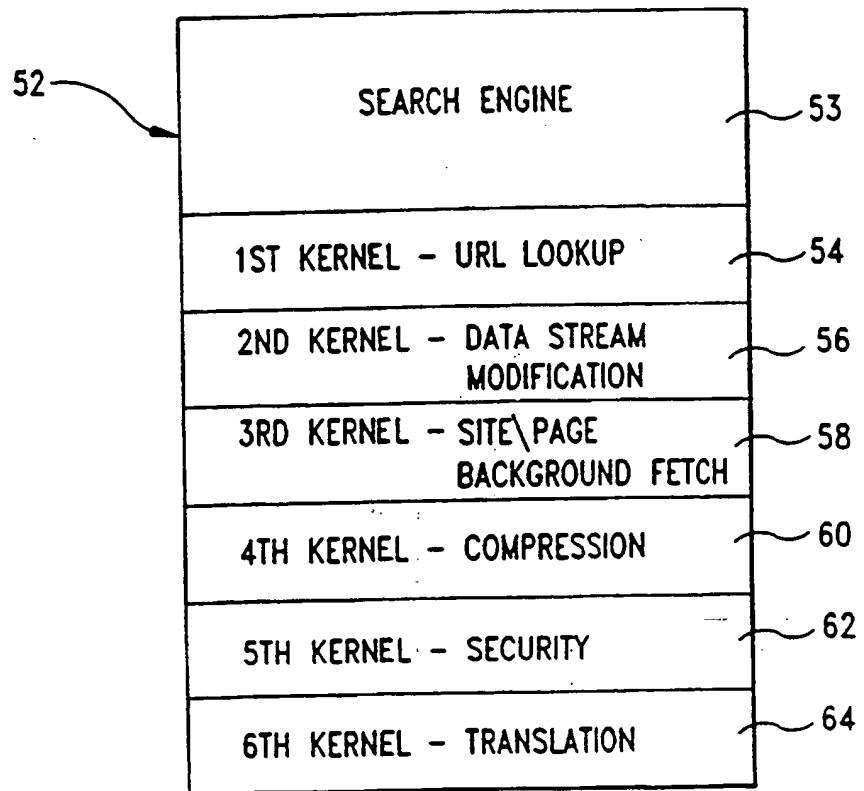 52
SEARCH ENGINE
53
1ST KERNEL - URL LOOKUP
54
2ND KERNEL - DATA STREAM
MODIFICATION
56
3RD KERNEL - SITE\PAGE
BACKGROUND FETCH
58
4TH KERNEL - COMPRESSION
60
5TH KERNEL - SECURITY
62
6TH KERNEL - TRANSLATION
64